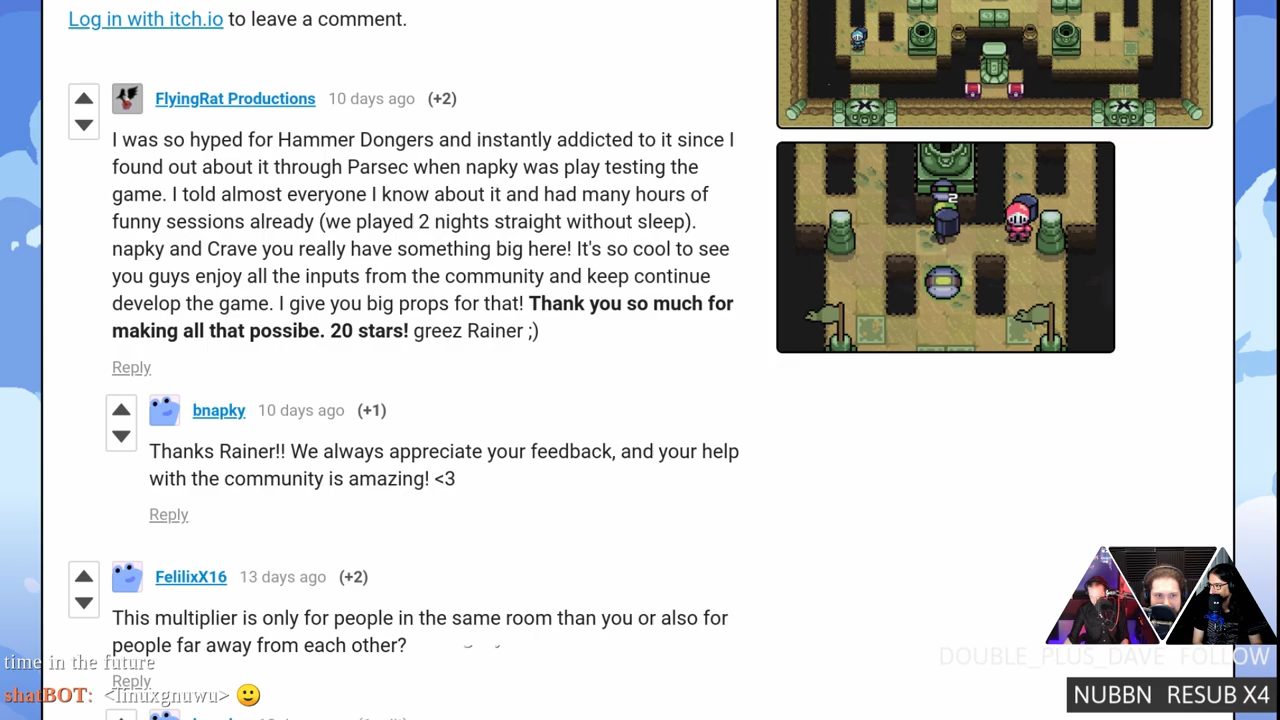 Log in with itch.io to leave a comment.
FlyingRat Productions 10 days ago (+2)
I was so hyped for Hammer Dongers and instantly addicted to it since I
found out about it through Parsec when napky was play testing the
game. I told almost everyone I know about it and had many hours of
funny sessions already (we played 2 nights straight without sleep).
napky and Crave you really have something big here! It's so cool to see
you guys enjoy all the inputs from the community and keep continue
develop the game. I give you big props for that! Thank you so much for
making all that possibe. 20 stars! greez Rainer ;)
Reply
bnapky 10 days ago (+1)
Thanks Rainer!! We always appreciate your feedback, and your help
with the community is amazing! <3
Reply
FelilixX16 13 days ago (+2)
This multiplier is only for people in the same room than you or also for
people far away from each other?
Reply
2
time in the future
shatBOT: <linuxgnuwu> 🙂
DOUBLE_PLUS_DAVE FOLLOW
NUBBN RESUB X4